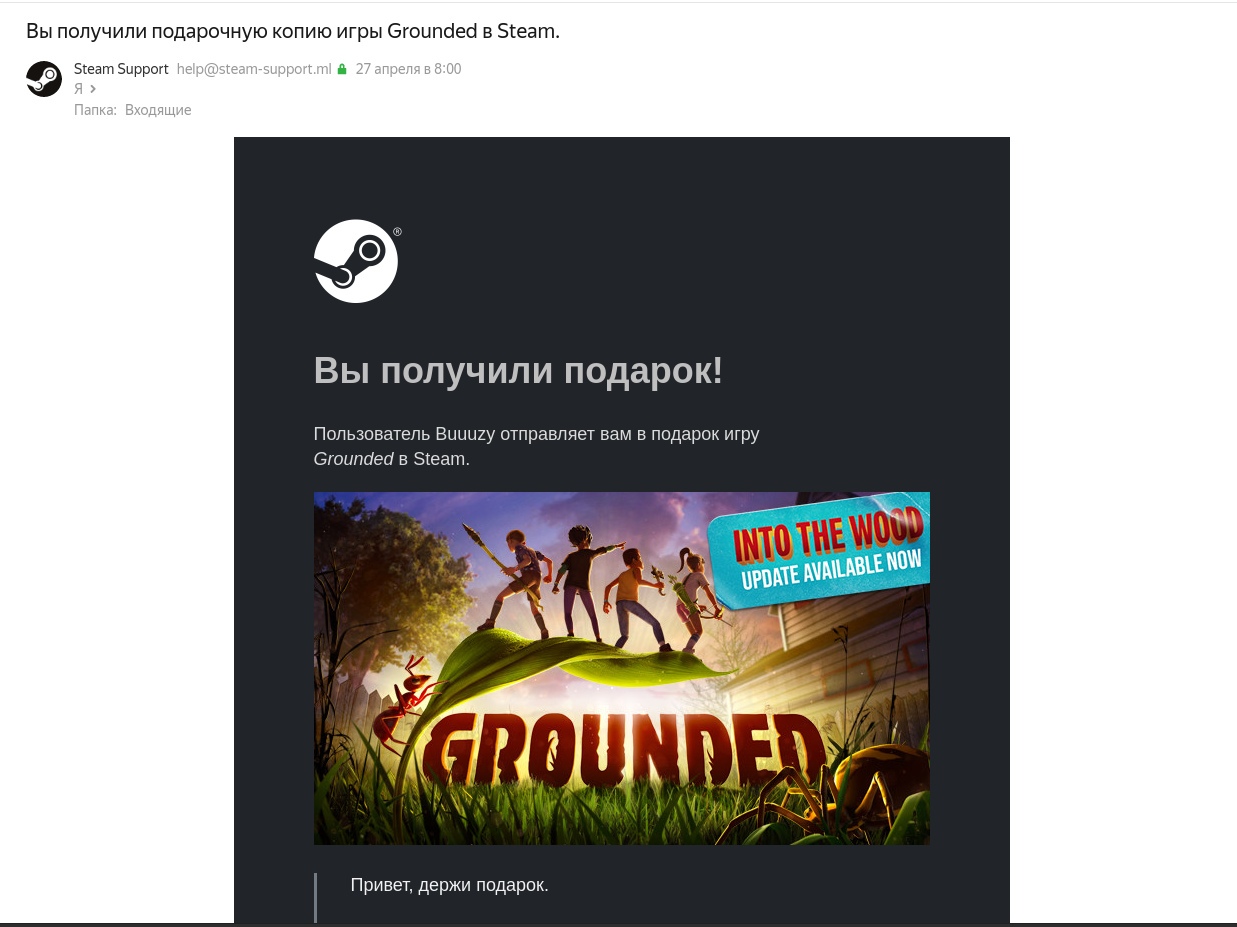 Вы получили подарочную копию игры Grounded в Steam.
Steam Support help@steam-support.ml 27 апреля в 8:00
Я >
Папка: Входящие
®
Вы получили подарок!
Пользователь Buuuzy отправляет вам в подарок игру
Grounded в Steam.
INTO THE WOOD
UPDATE AVAILABLE NOW
GROUNDED
Привет, держи подарок.